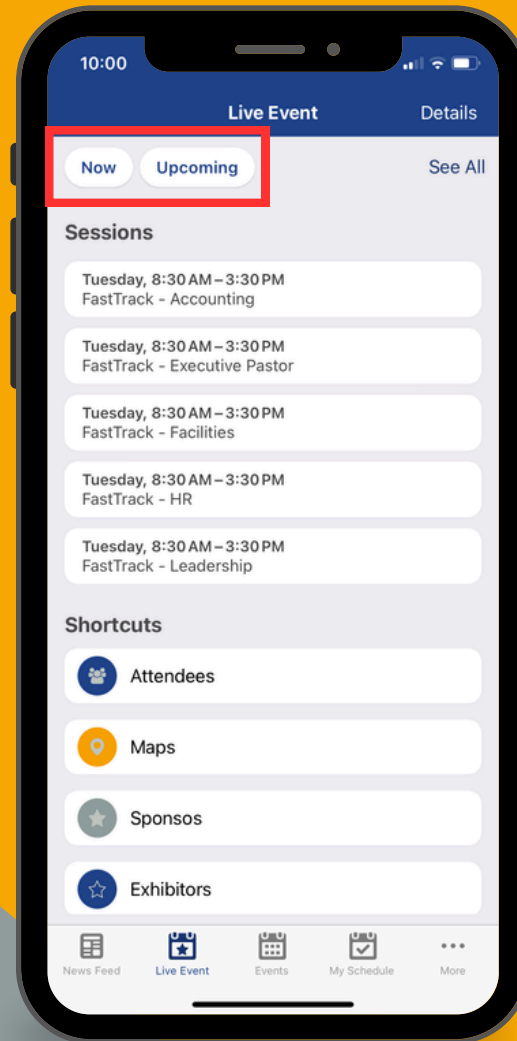 10:00
Live Event
Details
Now
Upcoming
See All
Sessions
Tuesday, 8:30 AM – 3:30 PM
FastTrack - Accounting
Tuesday, 8:30 AM – 3:30 PM
FastTrack - Executive Pastor
Tuesday, 8:30 AM – 3:30 PM
FastTrack - Facilities
Tuesday, 8:30 AM – 3:30 PM
FastTrack - HR
Tuesday, 8:30 AM – 3:30 PM
FastTrack - Leadership
Shortcuts
Attendees
Maps
Sponsos
Exhibitors
News Feed
Live Event
Events
My Schedule
More